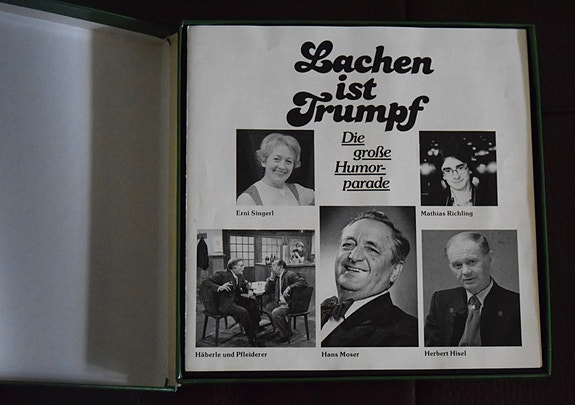 Lachen
ist
Trumpf
Die
große
Humor-
parade
Erni Singerl
Mathias Richling
Häberle und Pfleiderer
Hans Moser
Herbert Hisel